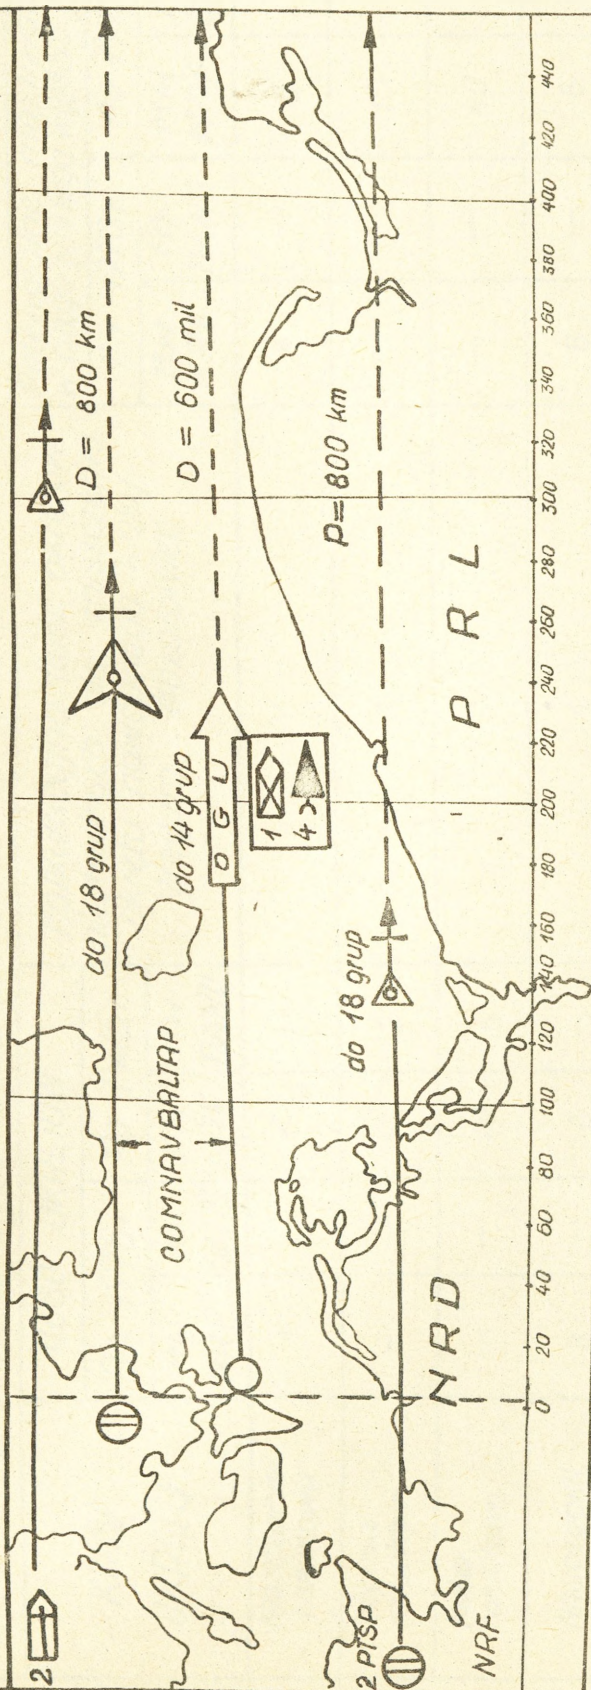 2
D = 800 km
do 18 grup
COMNAVBALTAP
D = 600 mil
do 14 grup
O G U
1
4
P = 800 km
do 18 grup
2 PTSP
NRF
N R D
P R L
0 20 40 60 80 100 120 140 160 180 200 220 240 260 280 300 320 340 360 380 400 420 440